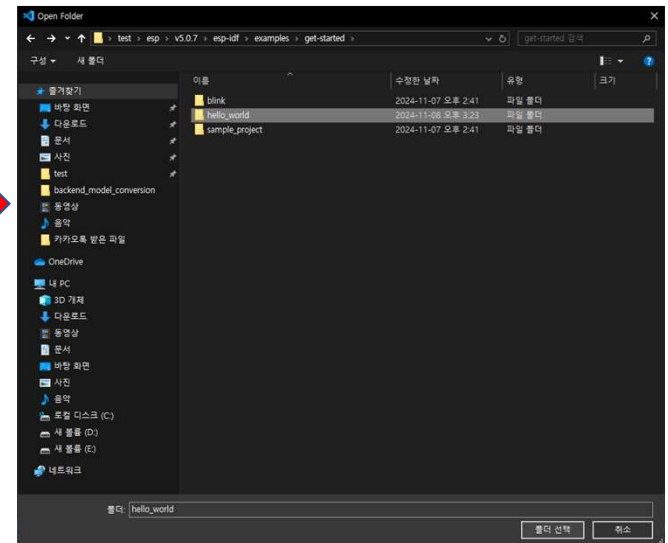 Open Folder
test > esp > v5.0.7 > esp-idf > examples > get-started >
get-started 검색
구성 새 폴더
이름 수정한 날짜 유형 크기
즐겨찾기
바탕 화면
다운로드
문서
사진
test
backend_model_conversion
동영상
음악
카카오톡 받은 파일
OneDrive
내 PC
3D 개체
다운로드
동영상
문서
바탕 화면
사진
음악
로컬 디스크 (C:)
새 볼륨 (D:)
새 볼륨 (E:)
네트워크
blink 2024-11-07 오후 2:41 파일 폴더
hello_world 2024-11-08 오후 3:23 파일 폴더
sample_project 2024-11-07 오후 2:41 파일 폴더
폴더: hello_world
폴더 선택 취소